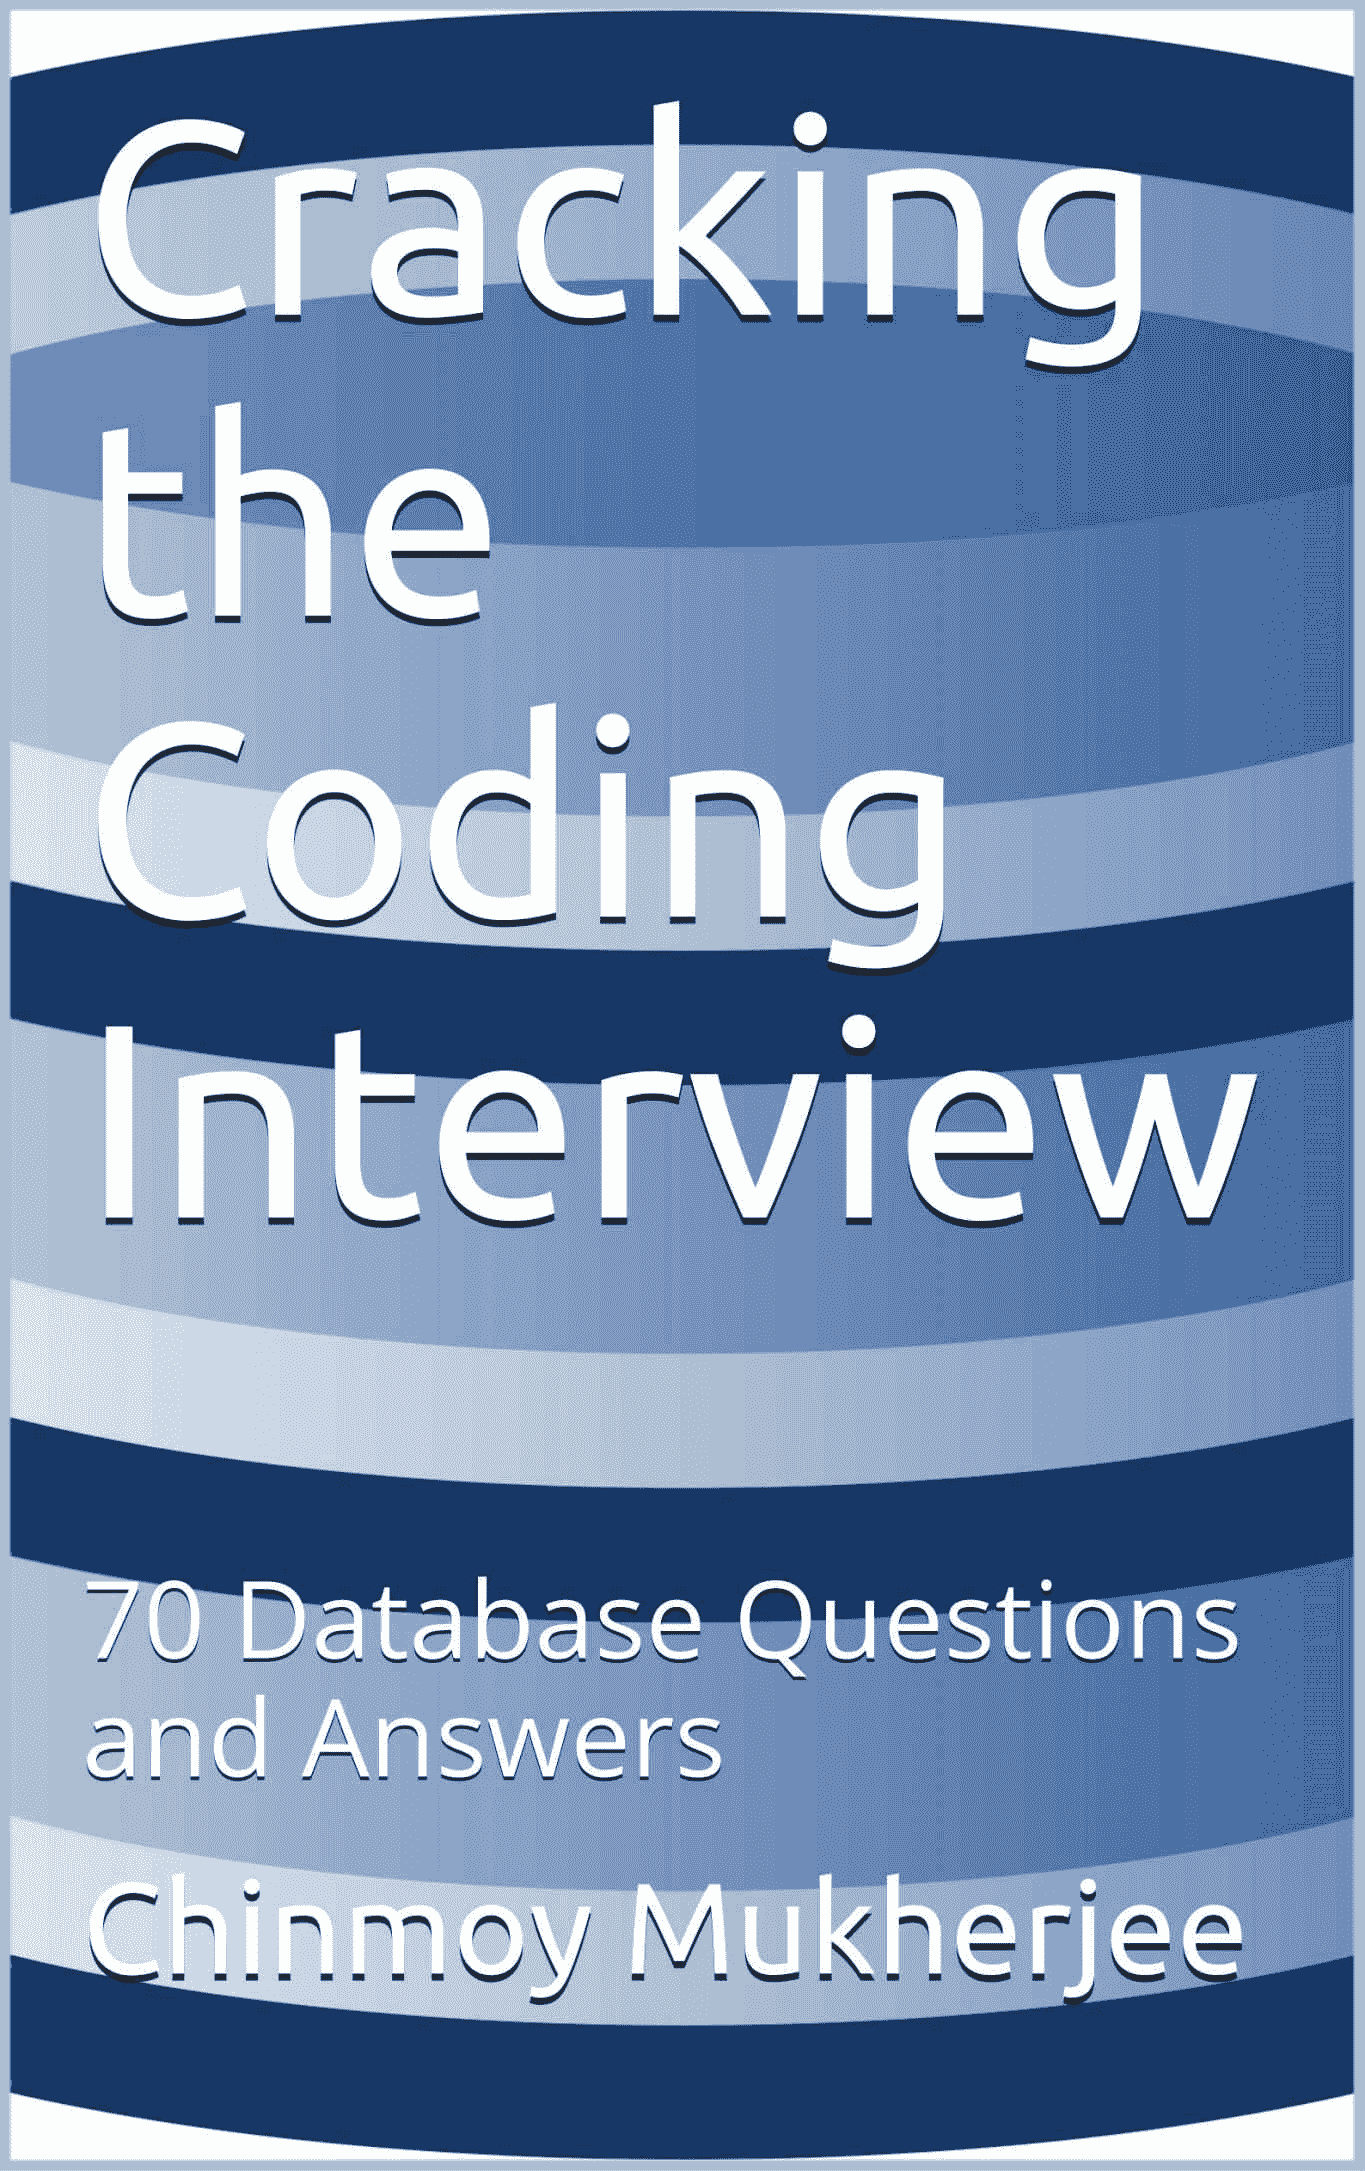 Cracking
the
Coding
Interview
70 Database Questions
and Answers
Chinmoy Mukherjee